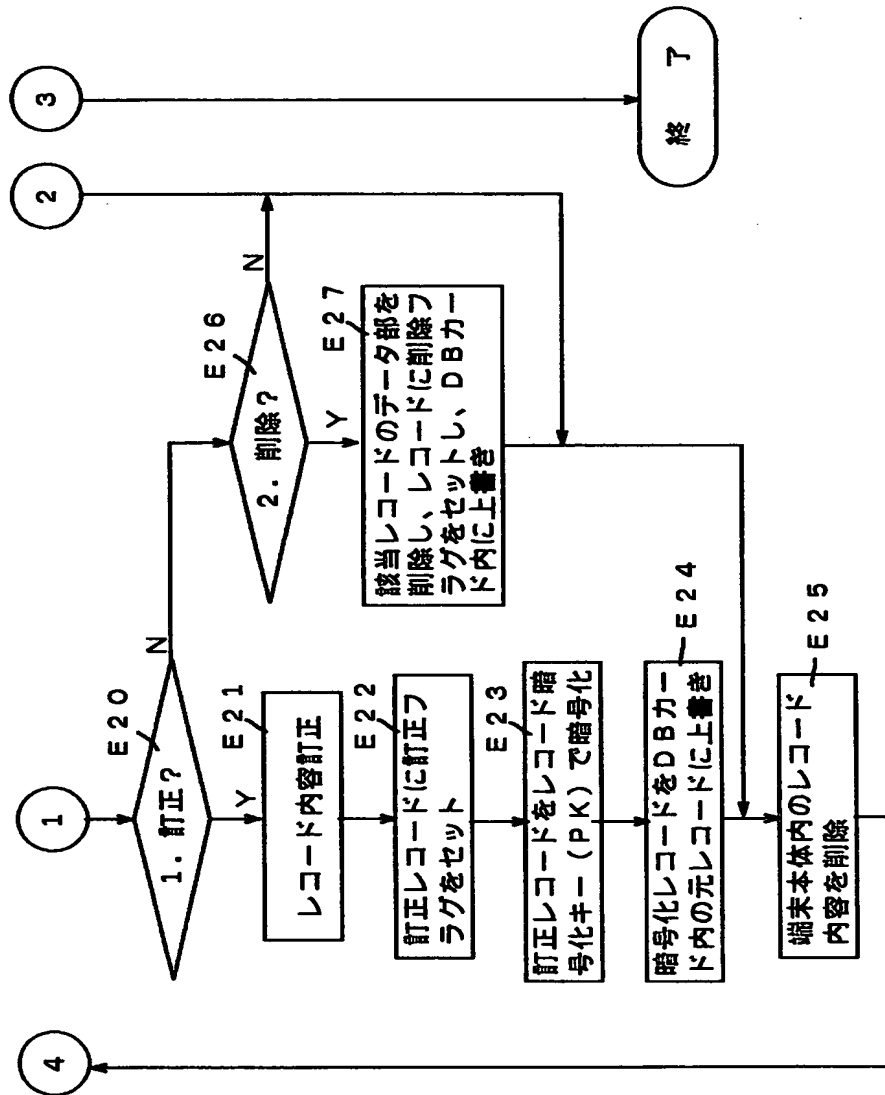 4
1
2
3
E20
1. 訂正?
N
Y
E21
レコード内容訂正
E22
訂正レコードに訂正フ
ラグをセット
E23
訂正レコードをレコード暗
号化キー(PK)で暗号化
E24
暗号化レコードをDBカー
ド内の元レコードに上書き
E25
端末本体内のレコード
内容を削除
E26
2. 削除?
N
Y
E27
該当レコードのデータ部を
削除し、レコードに削除フ
ラグをセットし、DBカー
ド内に上書き
終 了